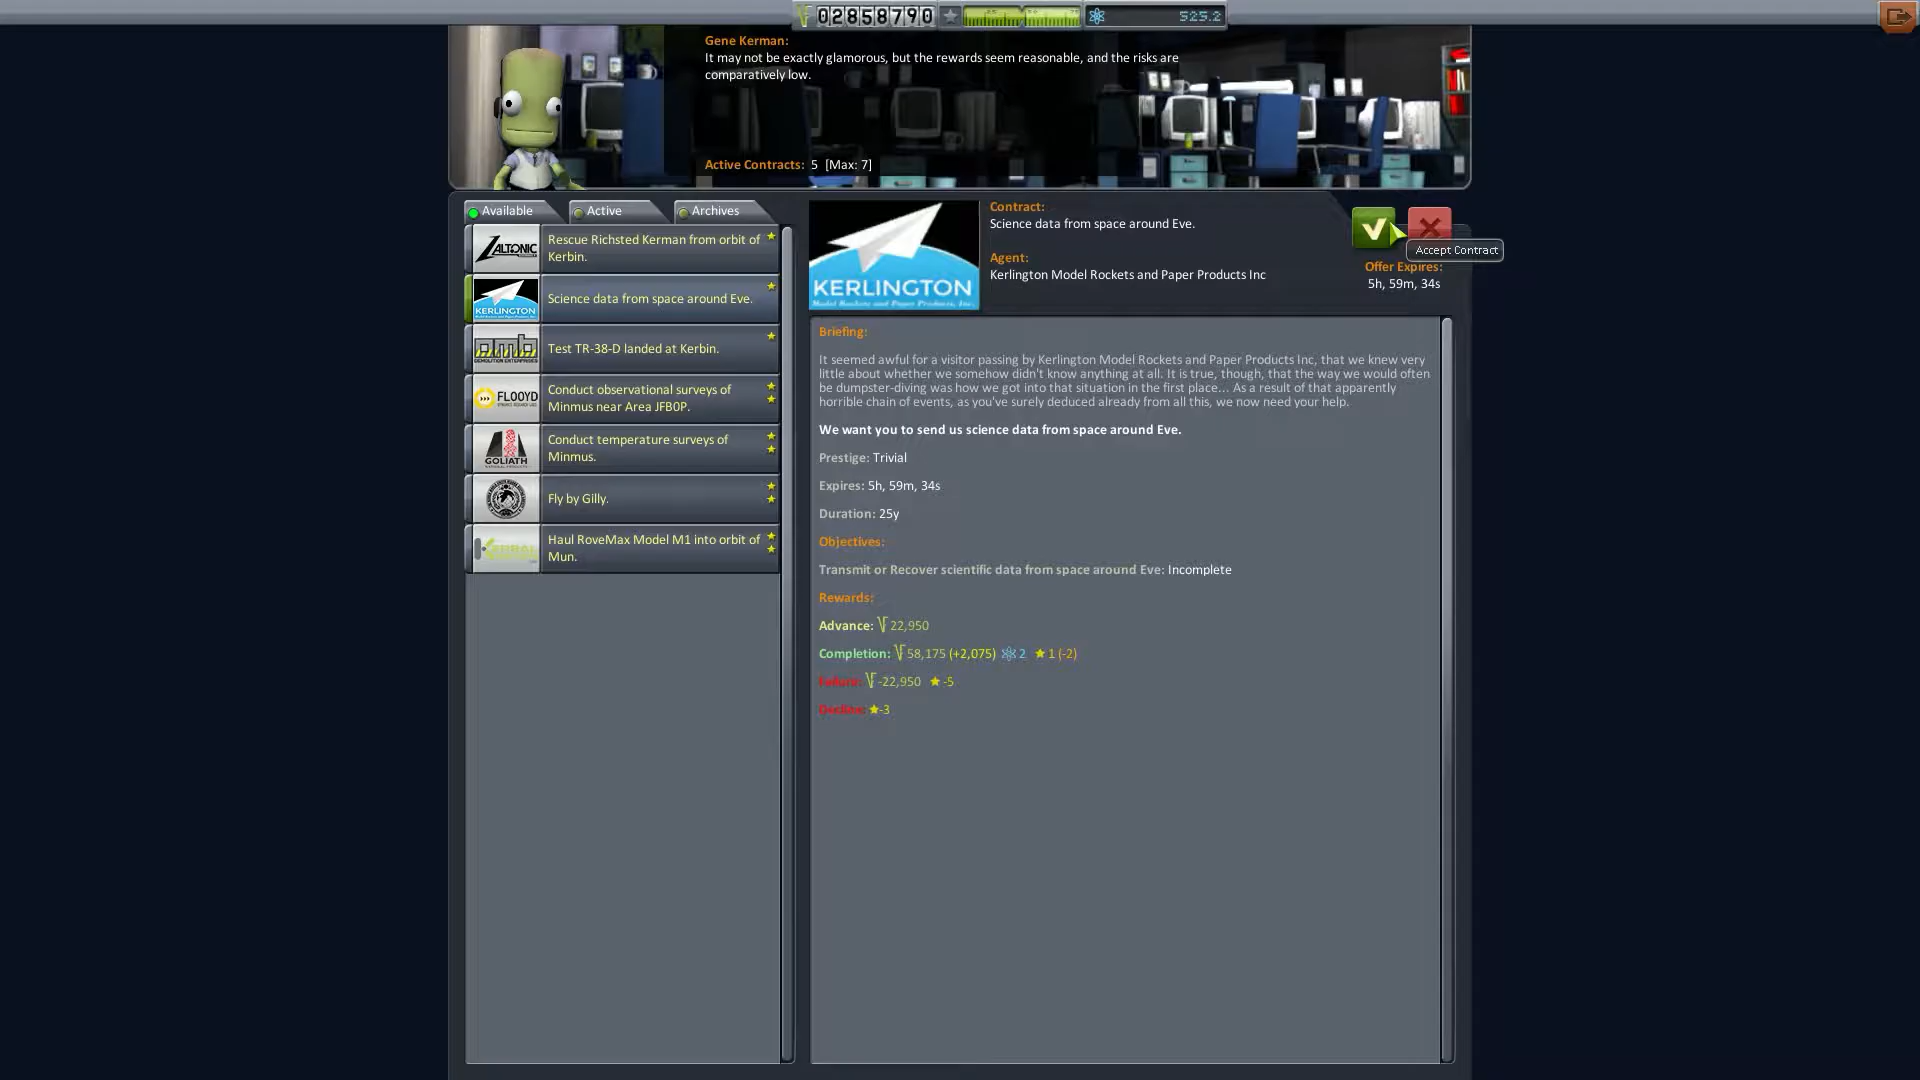 02858790
525.2
Gene Kerman:
It may not be exactly glamorous, but the rewards seem reasonable, and the risks are
comparatively low.
Active Contracts: 5 [Max: 7]
Available
Active
Archives
Rescue Richsted Kerman from orbit of
Kerbin.
Science data from space around Eve.
Test TR-38-D landed at Kerbin.
Conduct observational surveys of
Minmus near Area JFB0P.
Conduct temperature surveys of
Minmus.
Fly by Gilly.
Haul RoveMax Model M1 into orbit of
Mun.
ZALTONIC
KERLINGTON
FLOOYD
GOLIATH
KERLINGTON
Model Rockets and Paper Products, Inc.
Contract:
Science data from space around Eve.
Agent:
Kerlington Model Rockets and Paper Products Inc
Accept Contract
Offer Expires:
5h, 59m, 34s
Briefing:
It seemed awful for a visitor passing by Kerlington Model Rockets and Paper Products Inc, that we knew very
little about whether we somehow didn't know anything at all. It is true, though, that the way we would often
be dumpster-diving was how we got into that situation in the first place... As a result of that apparently
horrible chain of events, as you've surely deduced already from all this, we now need your help.
We want you to send us science data from space around Eve.
Prestige: Trivial
Expires: 5h, 59m, 34s
Duration: 25y
Objectives:
Transmit or Recover scientific data from space around Eve: Incomplete
Rewards:
Advance: 22,950
Completion: 58,175 (+2,075) 2 1 (-2)
Failure: -22,950 -5
Decline: -3